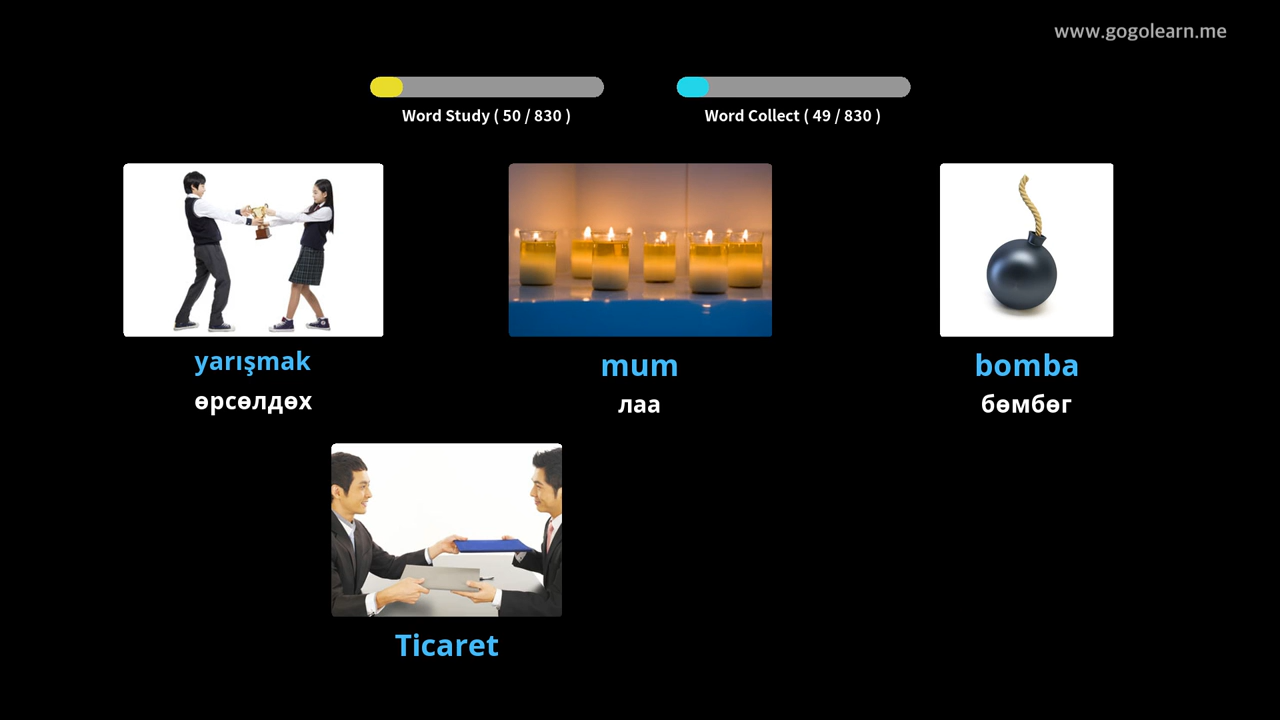 www.gogolearn.me
Word Study ( 50 / 830 )
Word Collect ( 49 / 830 )
yarışmak
өрсөлдөх
mum
лаа
bomba
бөмбөг
Ticaret